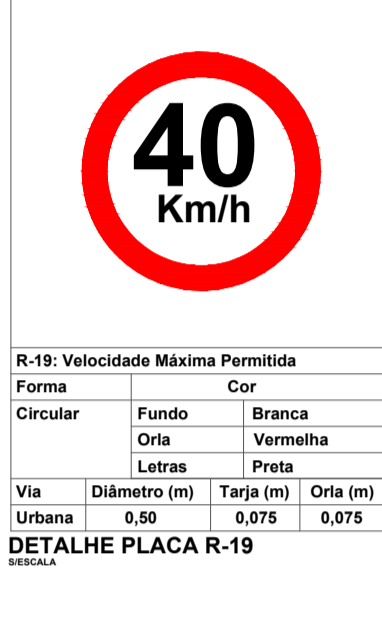 40
Km/h
R-19: Velocidade Máxima Permitida
Forma Cor
Circular Fundo Branca
Orla Vermelha
Letras Preta
Via Diâmetro (m) Tarja (m) Orla (m)
Urbana 0,50 0,075 0,075
DETALHE PLACA R-19
S/ESCALA